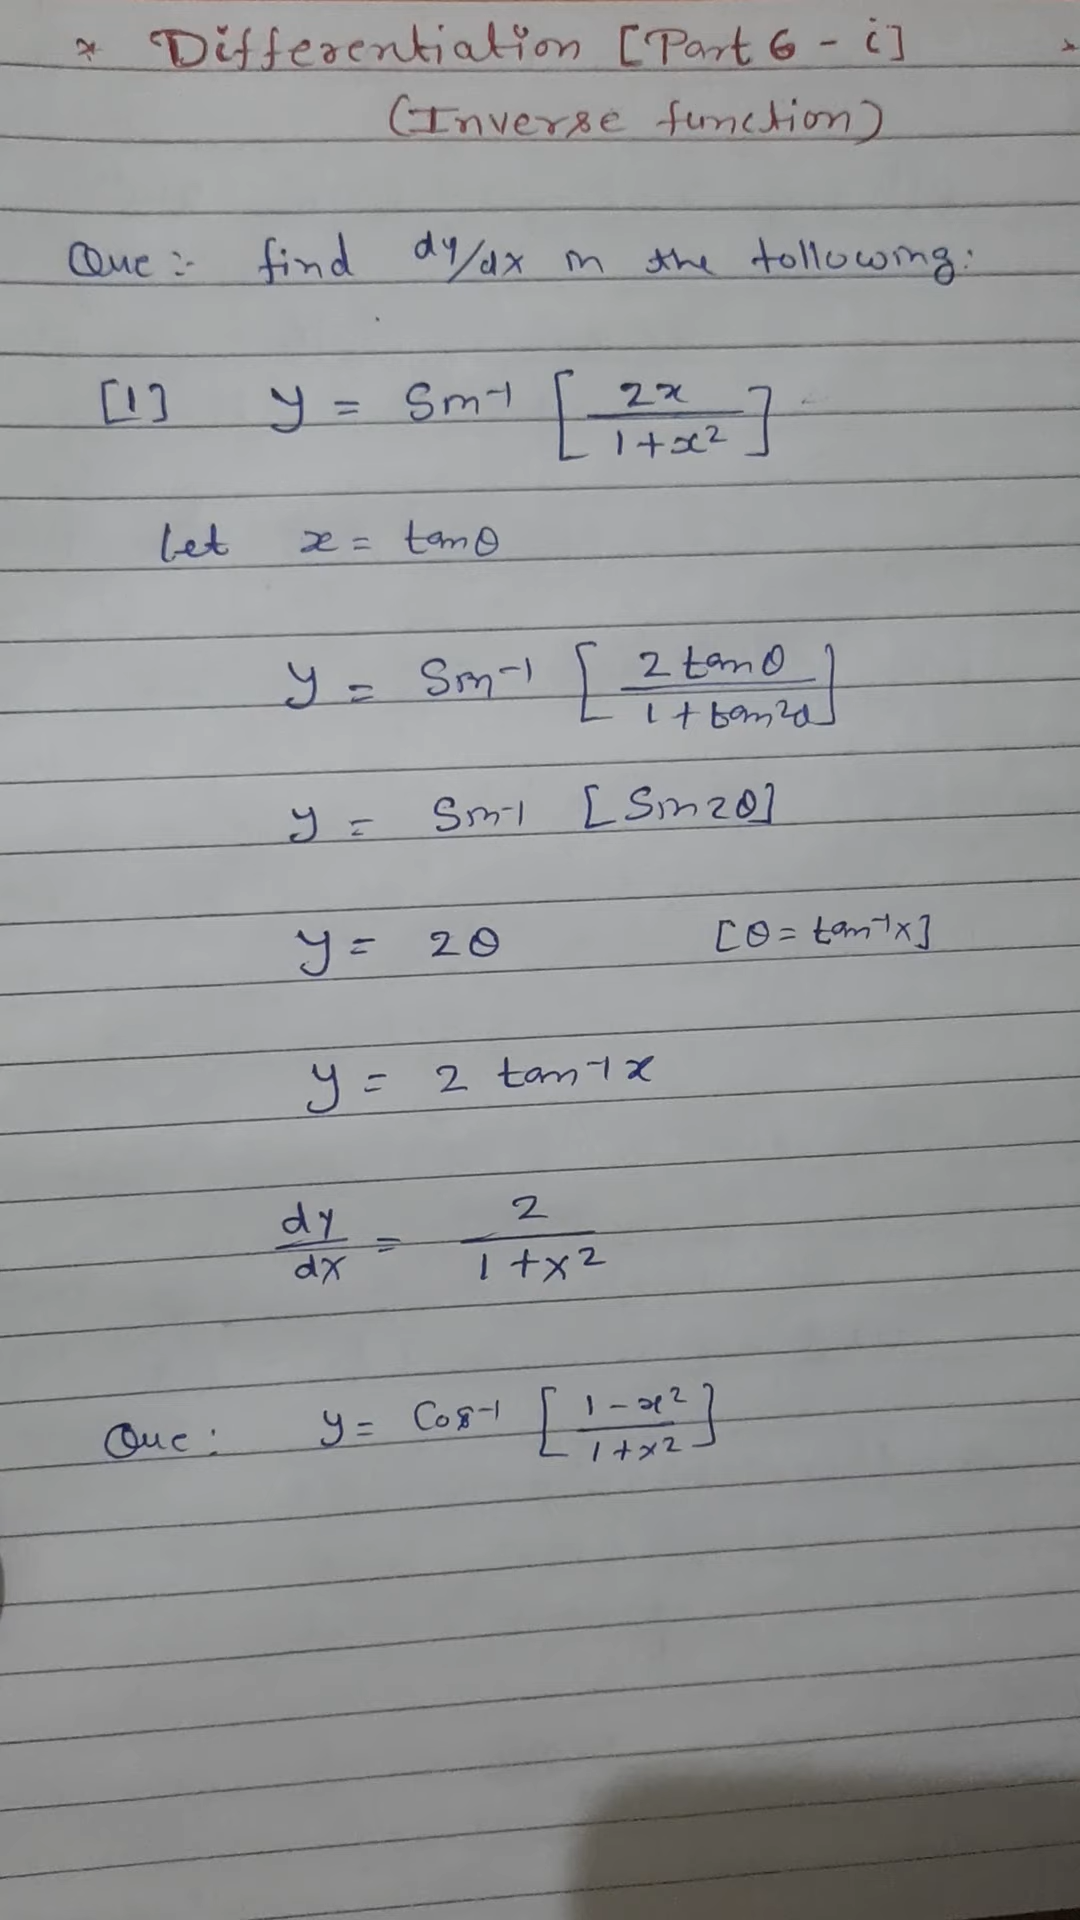 * Differentiation [Part 6 - i] *
(Inverse function)
Que :- find dy/dx in the following:
[1] y = Sin-1 [ 2x / 1+x² ]
Let x = tanθ
y = Sin-1 [ 2 tanθ / 1 + tan²θ ]
y = Sin-1 [ Sin2θ]
y = 2θ [θ = tan-1x]
y = 2 tan-1x
dy/dx = 2 / 1+x²
Que : y = Cos-1 [ 1-x² / 1+x² ]